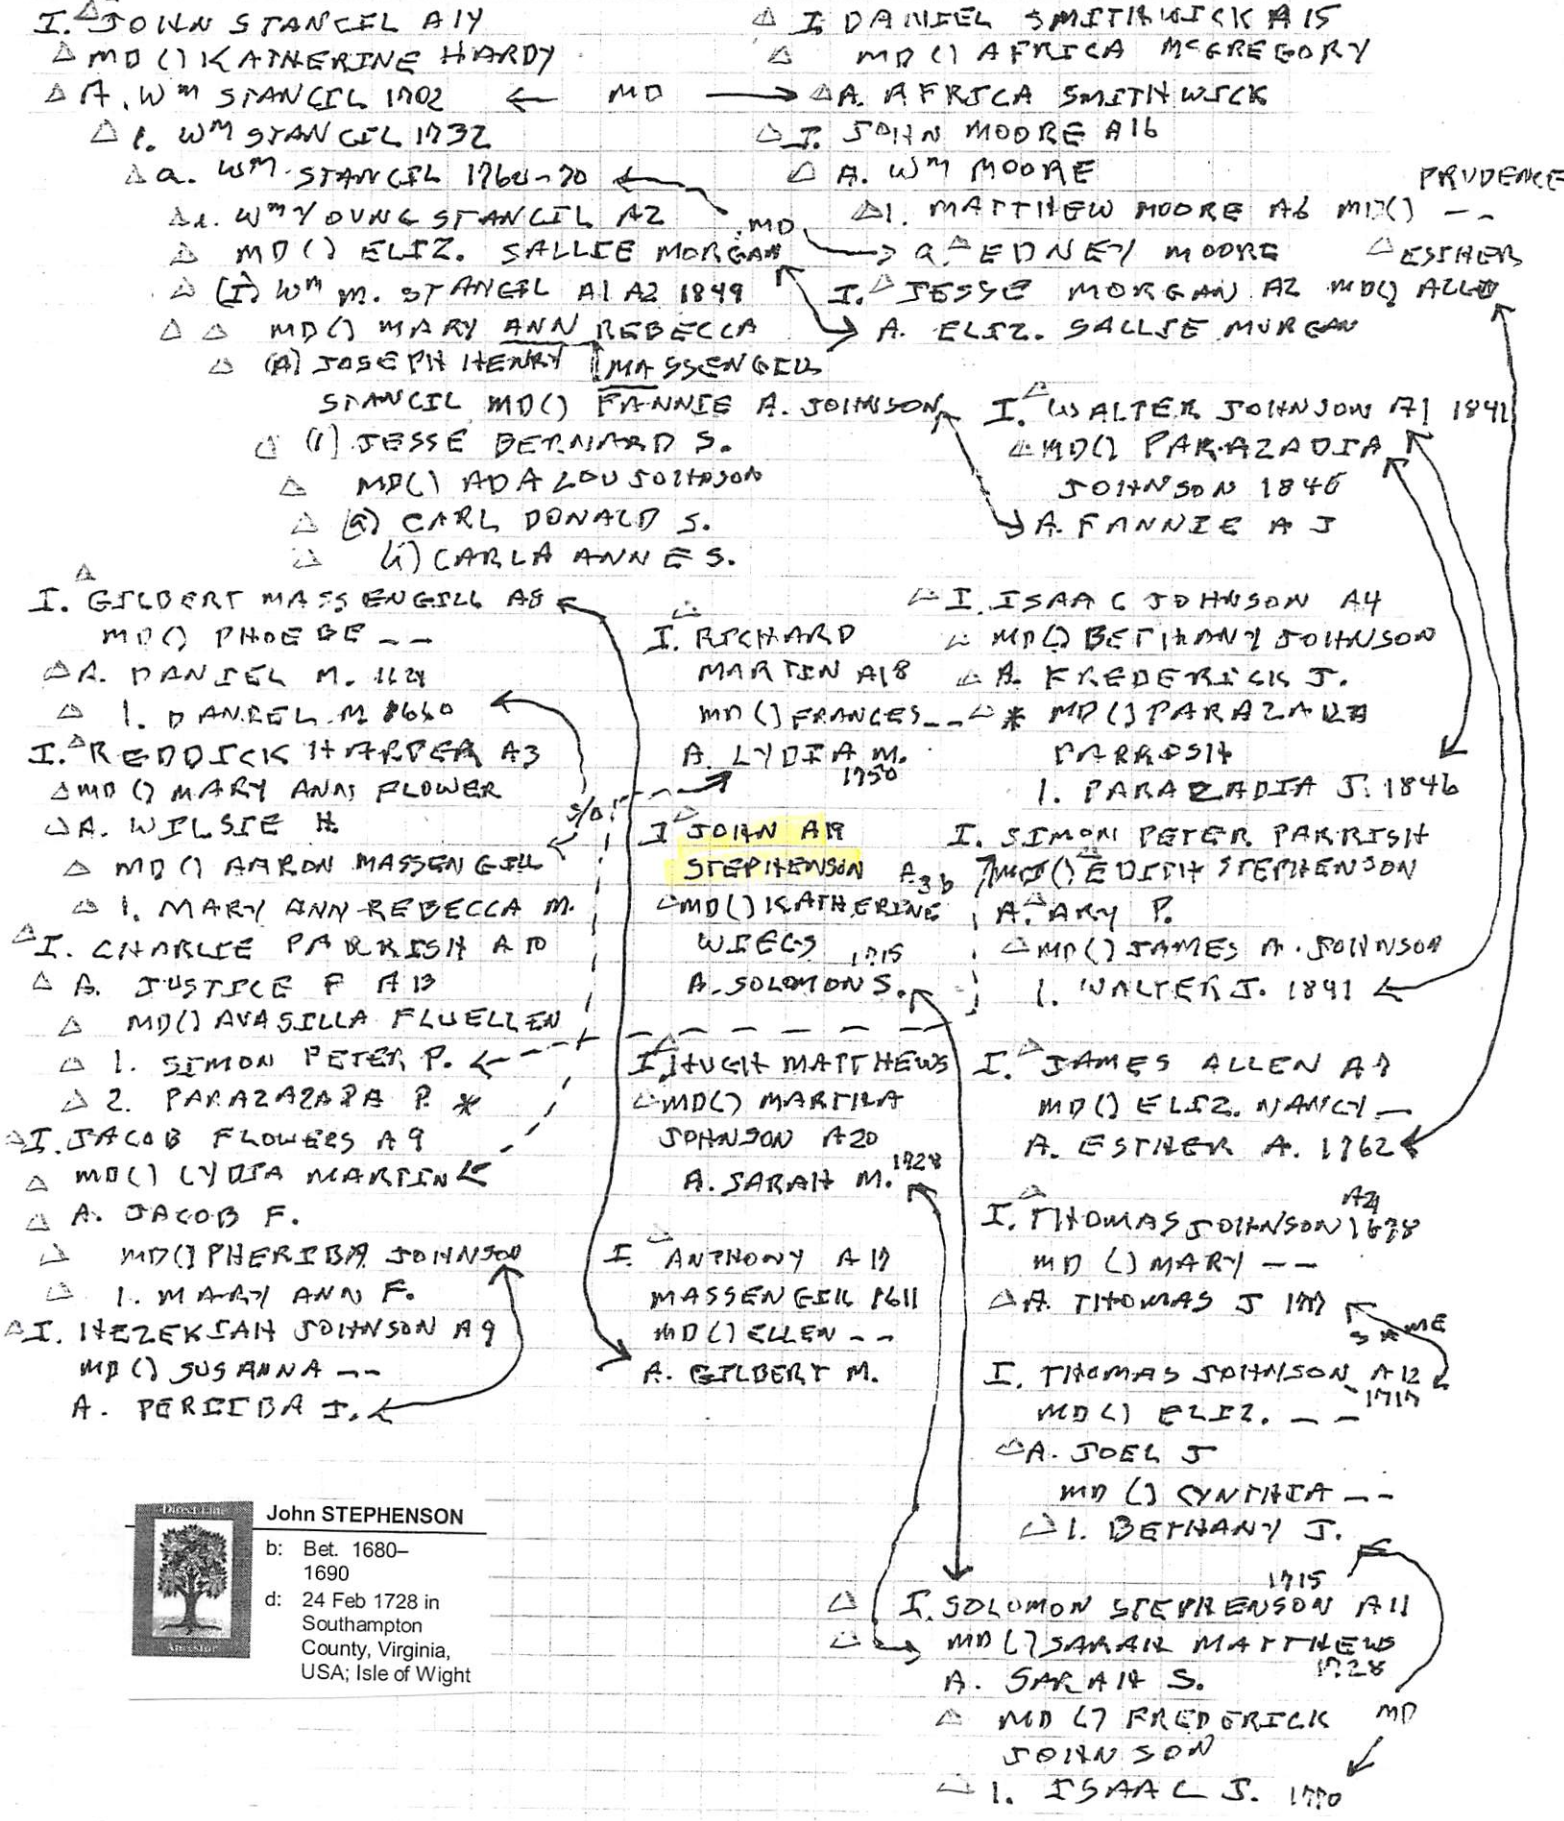 I. JOHN STANCIL A14
MD () KATHERINE HARDY
A. Wᵐ STANCIL 1702 ← MD →
1. Wᵐ STANCIL 1732
a. Wᵐ STANCIL 1760-70
i. Wᵐ YOUNG STANCIL A2
MD
MD () ELIZ. SALLIE MORGAN
(I) Wᵐ M. STANCIL A1 A2 1849
MD () MARY ANN REBECCA
(A) JOSEPH HENRY MASSENGILL
STANCIL MD() FANNIE A. JOHNSON
(1) JESSE BERNARD S.
MD() ADA LOU JOHNSON
(a) CARL DONALD S.
(i) CARLA ANNE S.
I. DANIEL SMITHWICK A15
MD () AFRICA McGREGORY
A. AFRICA SMITHWICK
I. JOHN MOORE A16
A. Wᵐ MOORE
PRUDENCE
1. MATTHEW MOORE A6 MD() --
a. EDNEY MOORE
ESTHER
I. JESSE MORGAN A2 MD()
A. ELIZ. SALLIE MORGAN
I. WALTER JOHNSON A1 1841
MD() PARAZADIA
JOHNSON 1846
A. FANNIE A J
I. GILBERT MASSENGILL A8
MD() PHOEBE --
A. DANIEL M.
1. DANIEL M
I. REDDICK HARPER A3
MD () MARY ANN FLOWER
A. WILSIE H.
MD () AARON MASSENGILL
1. MARY ANN REBECCA M.
I. CHARLIE PARRISH A10
A. JUSTICE P A13
MD() AVASILLA FLUELLEN
1. SIMON PETER P.
2. PARAZAZADA P. *
I. JACOB FLOWERS A9
MD() LYDIA MARTIN
A. JACOB F.
MD() PHERIBA JOHNSON
1. MARY ANN F.
I. HEZEKIAH JOHNSON A9
MD () SUSANNA --
A. PERIIBA J.
I. RICHARD
MARTIN A18
MD () FRANCES --
A. LYDIA M.
1750
I JOHN A19
STEPHENSON
A3b
MD() KATHERINE
WIEGS
1715
A. SOLOMON S.
I. HUGH MATTHEWS
MD() MARTHA
JOHNSON A20
1728
A. SARAH M.
I. ANTHONY A17
MASSENGILL 1611
MD () ELLEN --
A. GILBERT M.
I. ISAAC JOHNSON A4
MD() BETHANY JOHNSON
A. FREDERICK J.
* MD() PARAZADA
PARRISH
1. PARAZADIA J. 1846
I. SIMON PETER PARRISH
MD() EDITH STEPHENSON
A. ARY P.
MD() JAMES A. JOHNSON
1. WALTER J. 1841
I. JAMES ALLEN A7
MD() ELIZ. NANCY --
A. ESTHER A. 1762
A21
I. THOMAS JOHNSON 1678
MD () MARY --
A. THOMAS J 1717
SAME
I. THOMAS JOHNSON A12
1717
MD() ELIZ. --
A. JOEL J
MD () CYNTHIA --
1. BETHANY J.
1715
I. SOLOMON STEPHENSON A11
MD () SARAH MATTHEWS
1728
A. SARAH S.
MD () FREDERICK
JOHNSON
MD
1. ISAAC J. 1770
Direct Line
Ancestor
John STEPHENSON
b: Bet. 1680–
1690
d: 24 Feb 1728 in
Southampton
County, Virginia,
USA; Isle of Wight